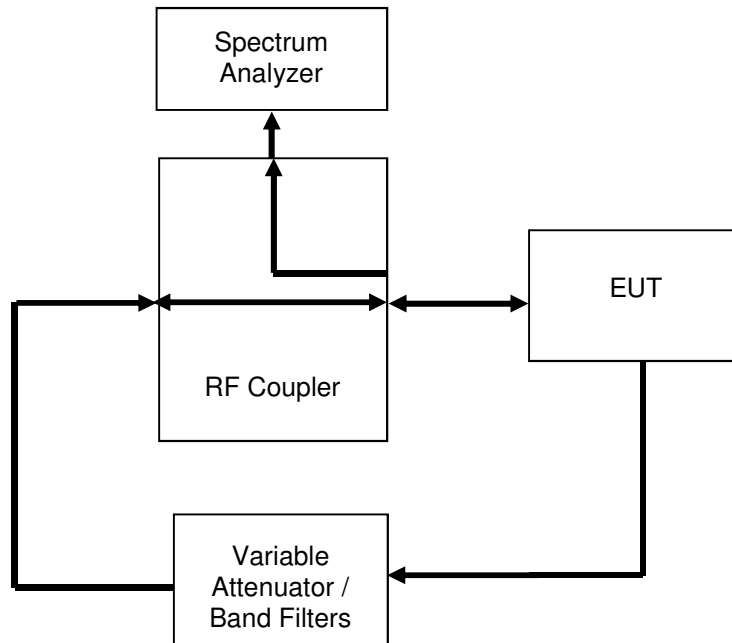 Spectrum
Analyzer
EUT
RF Coupler
Variable
Attenuator /
Band Filters